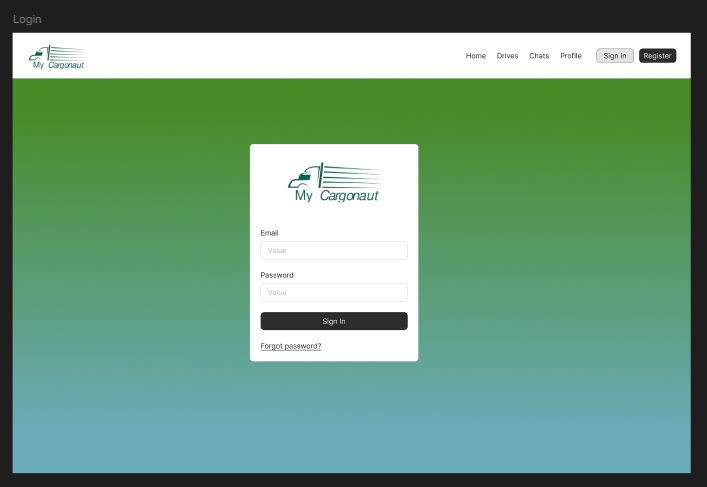 Login
My Cargonaut
Home Drives Chats Profile Sign in Register
My Cargonaut
Email
Value
Password
Value
Sign In
Forgot password?